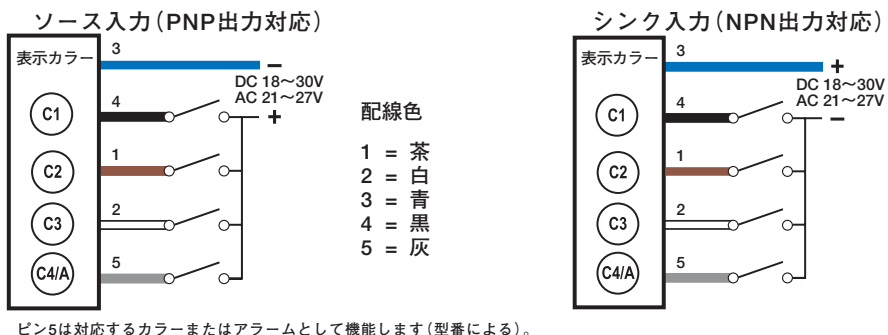 ソース入力（PNP出力対応）
表示カラー
3
−
DC 18～30V
AC 21～27V
+
C1
4
C2
1
C3
2
C4/A
5
配線色
1 = 茶
2 = 白
3 = 青
4 = 黒
5 = 灰
シンク入力（NPN出力対応）
表示カラー
3
+
DC 18～30V
AC 21～27V
−
C1
4
C2
1
C3
2
C4/A
5
ピン5は対応するカラーまたはアラームとして機能します（型番による）。